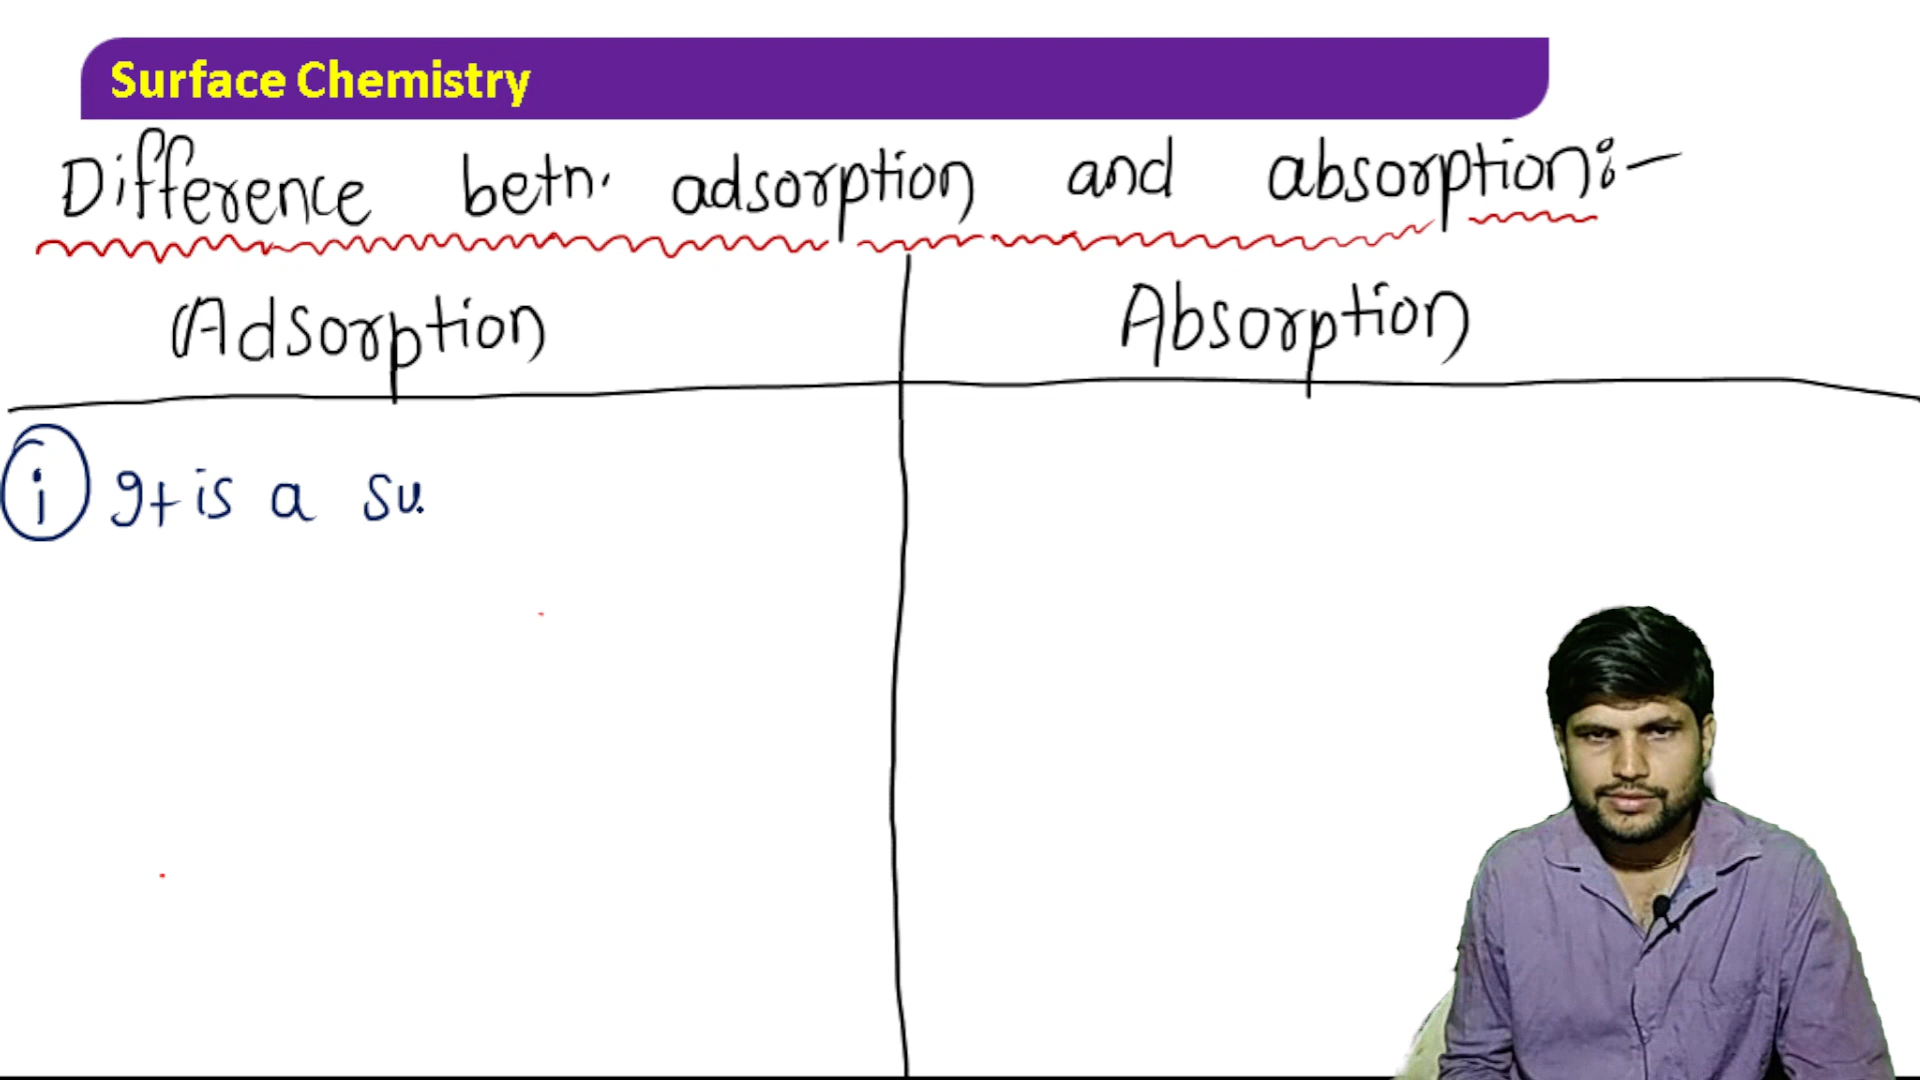 Surface Chemistry
Difference betn. adsorption and absorption:-
Adsorption
Absorption
i It is a su